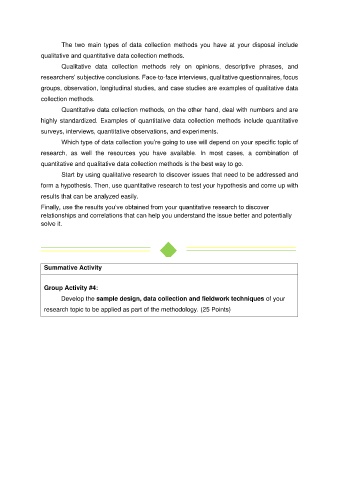 The two main types of data collection methods you have at your disposal include
qualitative and quantitative data collection methods.
Qualitative data collection methods rely on opinions, descriptive phrases, and
researchers' subjective conclusions. Face-to-face interviews, qualitative questionnaires, focus
groups, observation, longitudinal studies, and case studies are examples of qualitative data
collection methods.
Quantitative data collection methods, on the other hand, deal with numbers and are
highly standardized. Examples of quantitative data collection methods include quantitative
surveys, interviews, quantitative observations, and experiments.
Which type of data collection you're going to use will depend on your specific topic of
research, as well the resources you have available. In most cases, a combination of
quantitative and qualitative data collection methods is the best way to go.
Start by using qualitative research to discover issues that need to be addressed and
form a hypothesis. Then, use quantitative research to test your hypothesis and come up with
results that can be analyzed easily.
Finally, use the results you've obtained from your quantitative research to discover
relationships and correlations that can help you understand the issue better and potentially
solve it.
Summative Activity
Group Activity #4:
Develop the sample design, data collection and fieldwork techniques of your
research topic to be applied as part of the methodology. (25 Points)